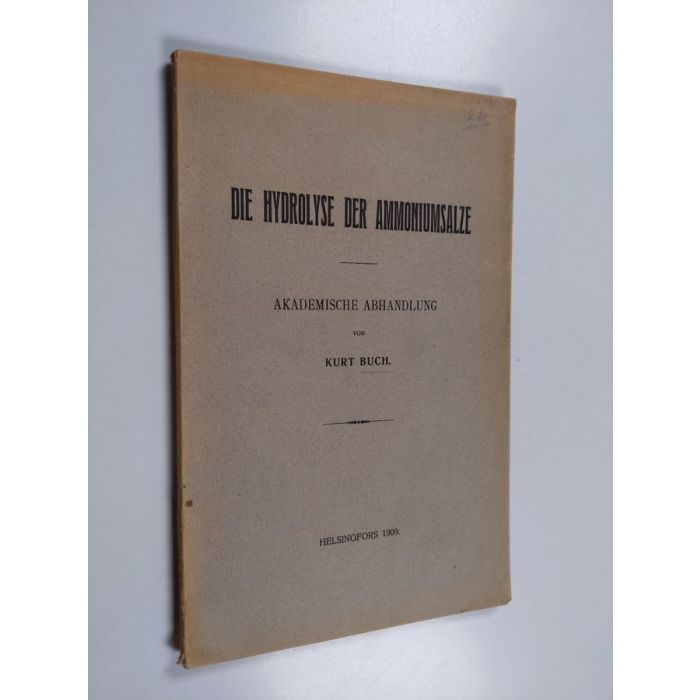 DIE HYDROLYSE DER AMMONIUMSALZE
AKADEMISCHE ABHANDLUNG
VON
KURT BUCH.
HELSINGFORS 1909.